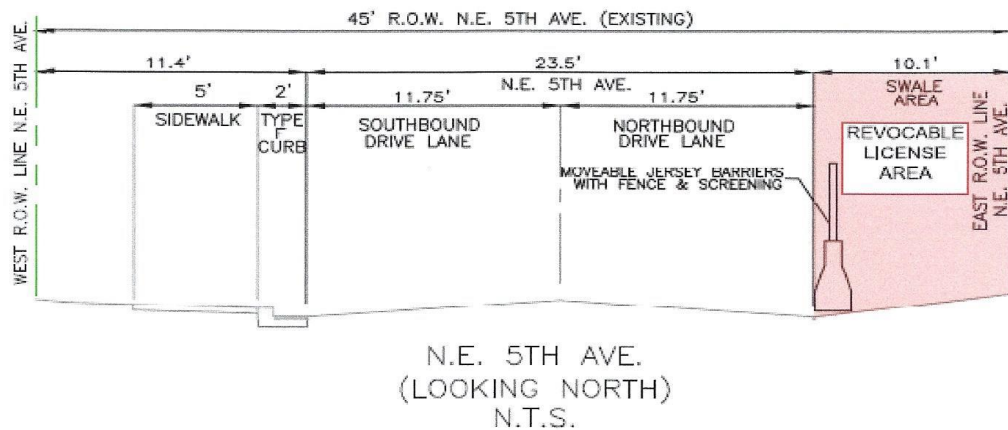 45' R.O.W. N.E. 5TH AVE. (EXISTING)
WEST R.O.W. LINE N.E. 5TH AVE.
11.4'
23.5'
10.1'
N.E. 5TH AVE.
5'
2'
11.75'
11.75'
SIDEWALK
TYPE
F
CURB
SOUTHBOUND
DRIVE LANE
NORTHBOUND
DRIVE LANE
MOVEABLE JERSEY BARRIERS
WITH FENCE & SCREENING
SWALE
AREA
REVOCABLE
LICENSE
AREA
EAST R.O.W. LINE
N.E. 5TH AVE.
N.E. 5TH AVE.
(LOOKING NORTH)
N.T.S.